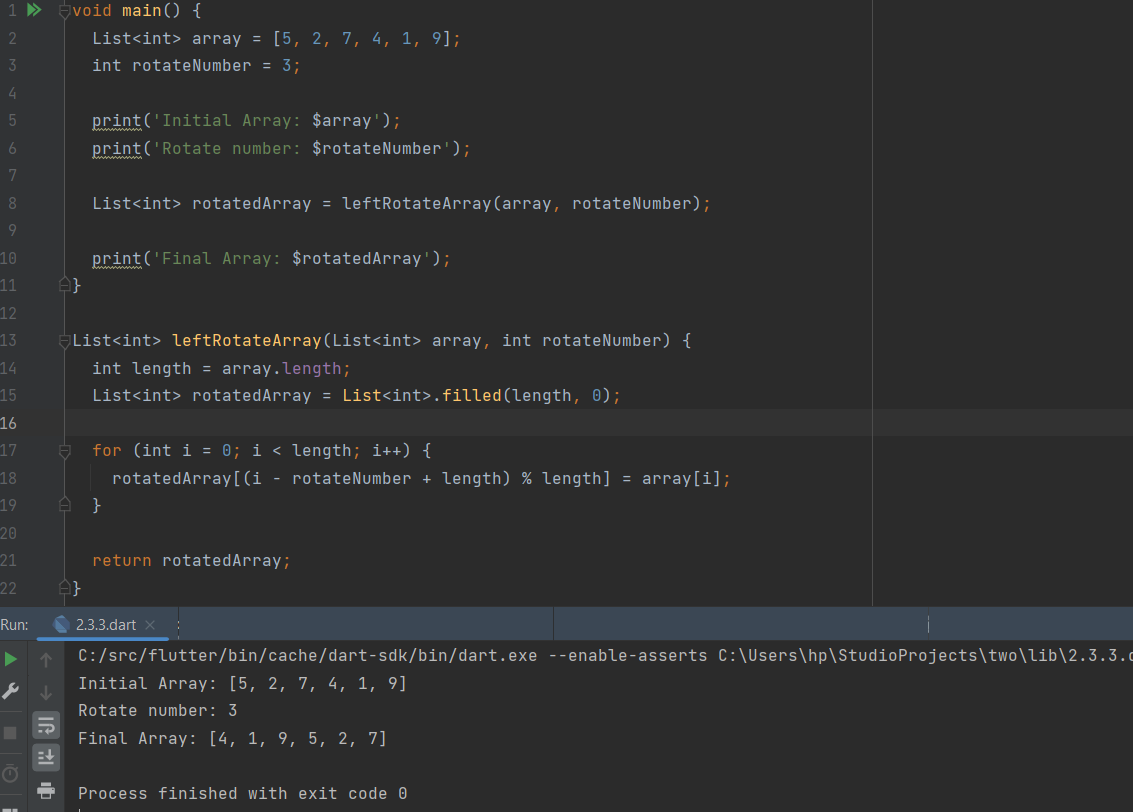 1 void main() {
2 List<int> array = [5, 2, 7, 4, 1, 9];
3 int rotateNumber = 3;
4
5 print('Initial Array: $array');
6 print('Rotate number: $rotateNumber');
7
8 List<int> rotatedArray = leftRotateArray(array, rotateNumber);
9
10 print('Final Array: $rotatedArray');
11 }
12
13 List<int> leftRotateArray(List<int> array, int rotateNumber) {
14 int length = array.length;
15 List<int> rotatedArray = List<int>.filled(length, 0);
16
17 for (int i = 0; i < length; i++) {
18 rotatedArray[(i - rotateNumber + length) % length] = array[i];
19 }
20
21 return rotatedArray;
22 }
Run: 2.3.3.dart
C:/src/flutter/bin/cache/dart-sdk/bin/dart.exe --enable-asserts C:\Users\hp\StudioProjects\two\lib\2.3.3.
Initial Array: [5, 2, 7, 4, 1, 9]
Rotate number: 3
Final Array: [4, 1, 9, 5, 2, 7]
Process finished with exit code 0